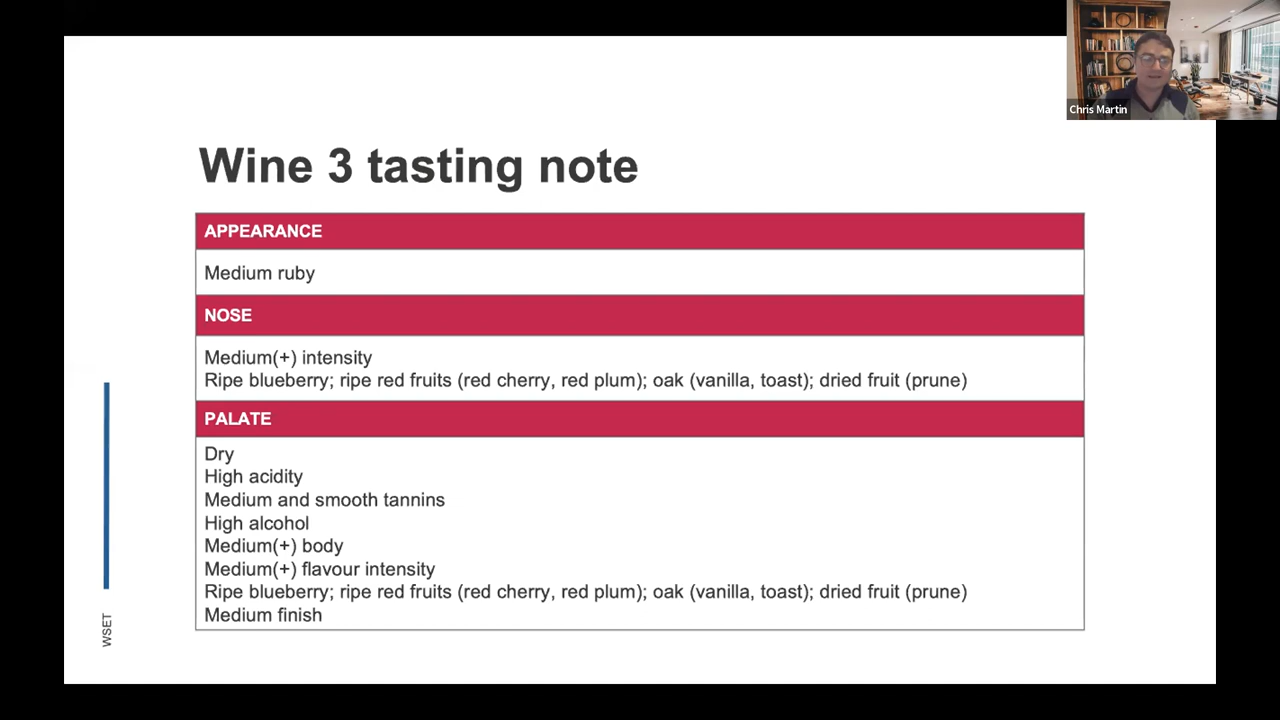 Chris Martin
Wine 3 tasting note
APPEARANCE
Medium ruby
NOSE
Medium(+) intensity
Ripe blueberry; ripe red fruits (red cherry, red plum); oak (vanilla, toast); dried fruit (prune)
PALATE
Dry
High acidity
Medium and smooth tannins
High alcohol
Medium(+) body
Medium(+) flavour intensity
Ripe blueberry; ripe red fruits (red cherry, red plum); oak (vanilla, toast); dried fruit (prune)
Medium finish
WSET